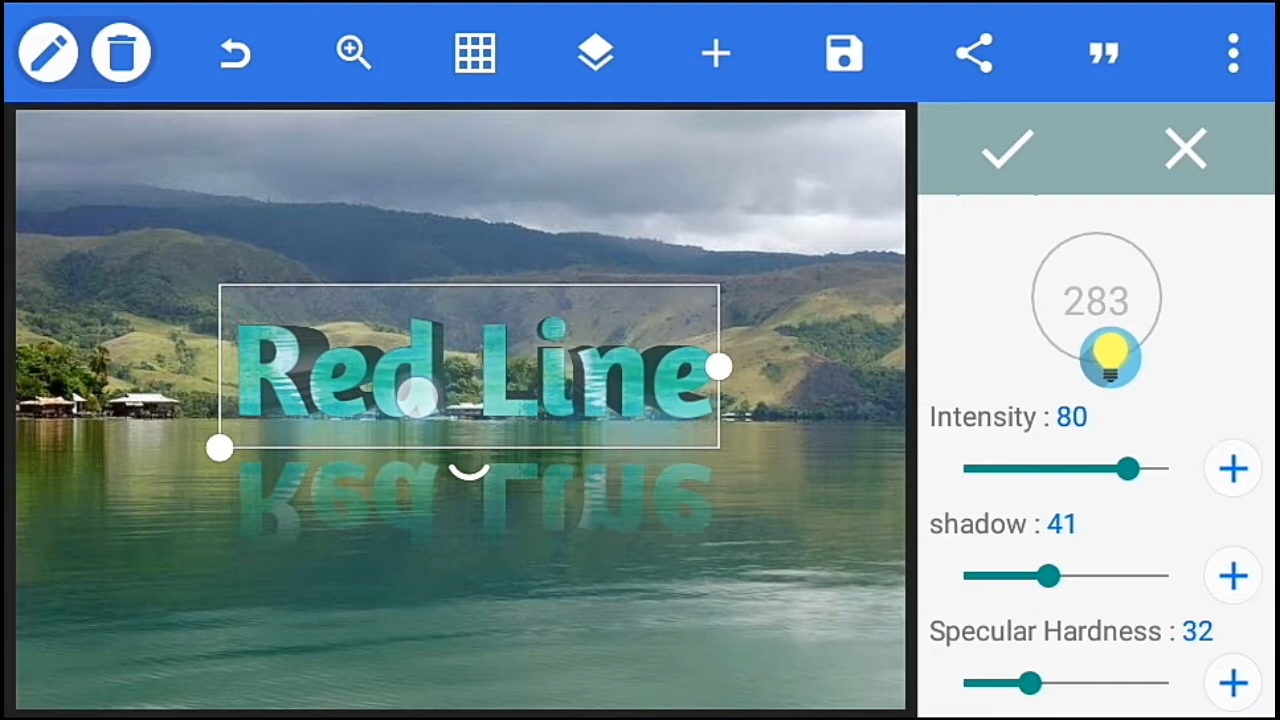 283
Red Line
Intensity : 80
shadow : 41
Specular Hardness : 32